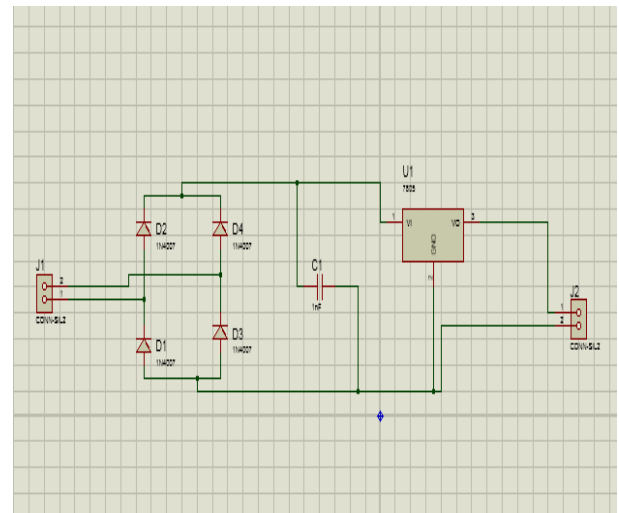 U1
7805
1
VI
VO
3
GND
2
D2
1N4007
D4
1N4007
J1
2
1
CONN-SIL2
C1
1nF
J2
1
2
CONN-SIL2
D1
1N4007
D3
1N4007